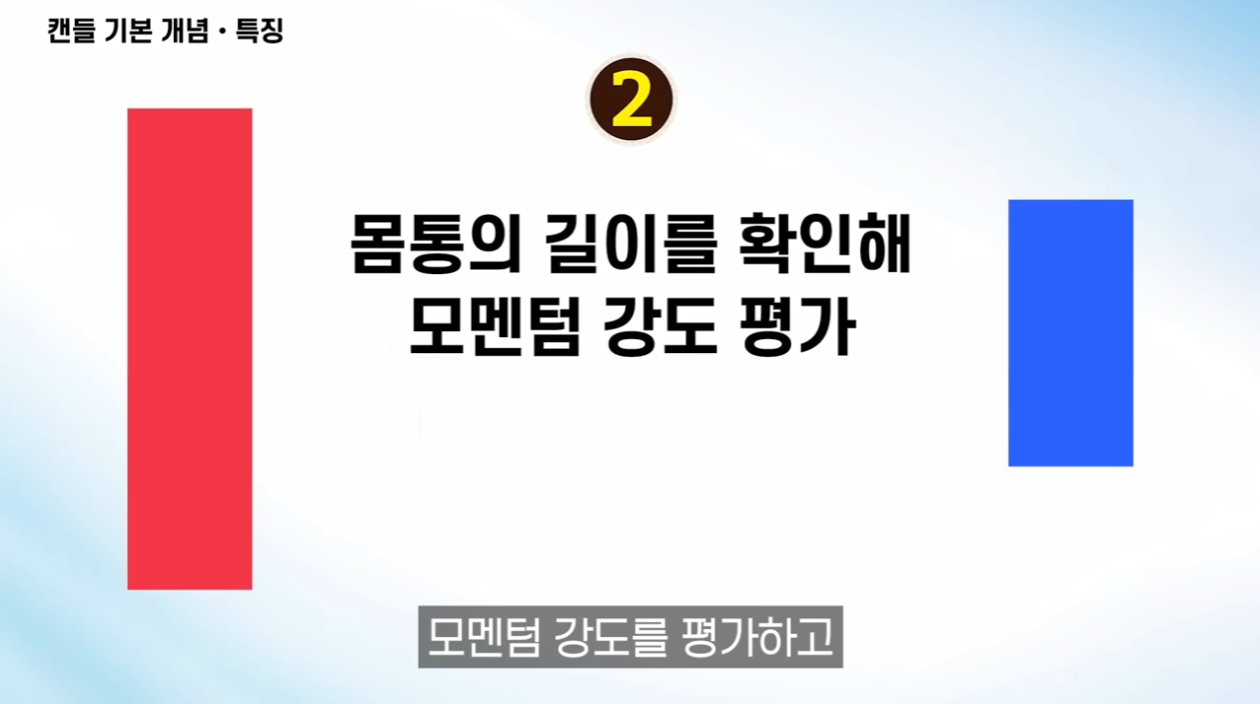 캔들 기본 개념 · 특징
2
몸통의 길이를 확인해
모멘텀 강도 평가
모멘텀 강도를 평가하고